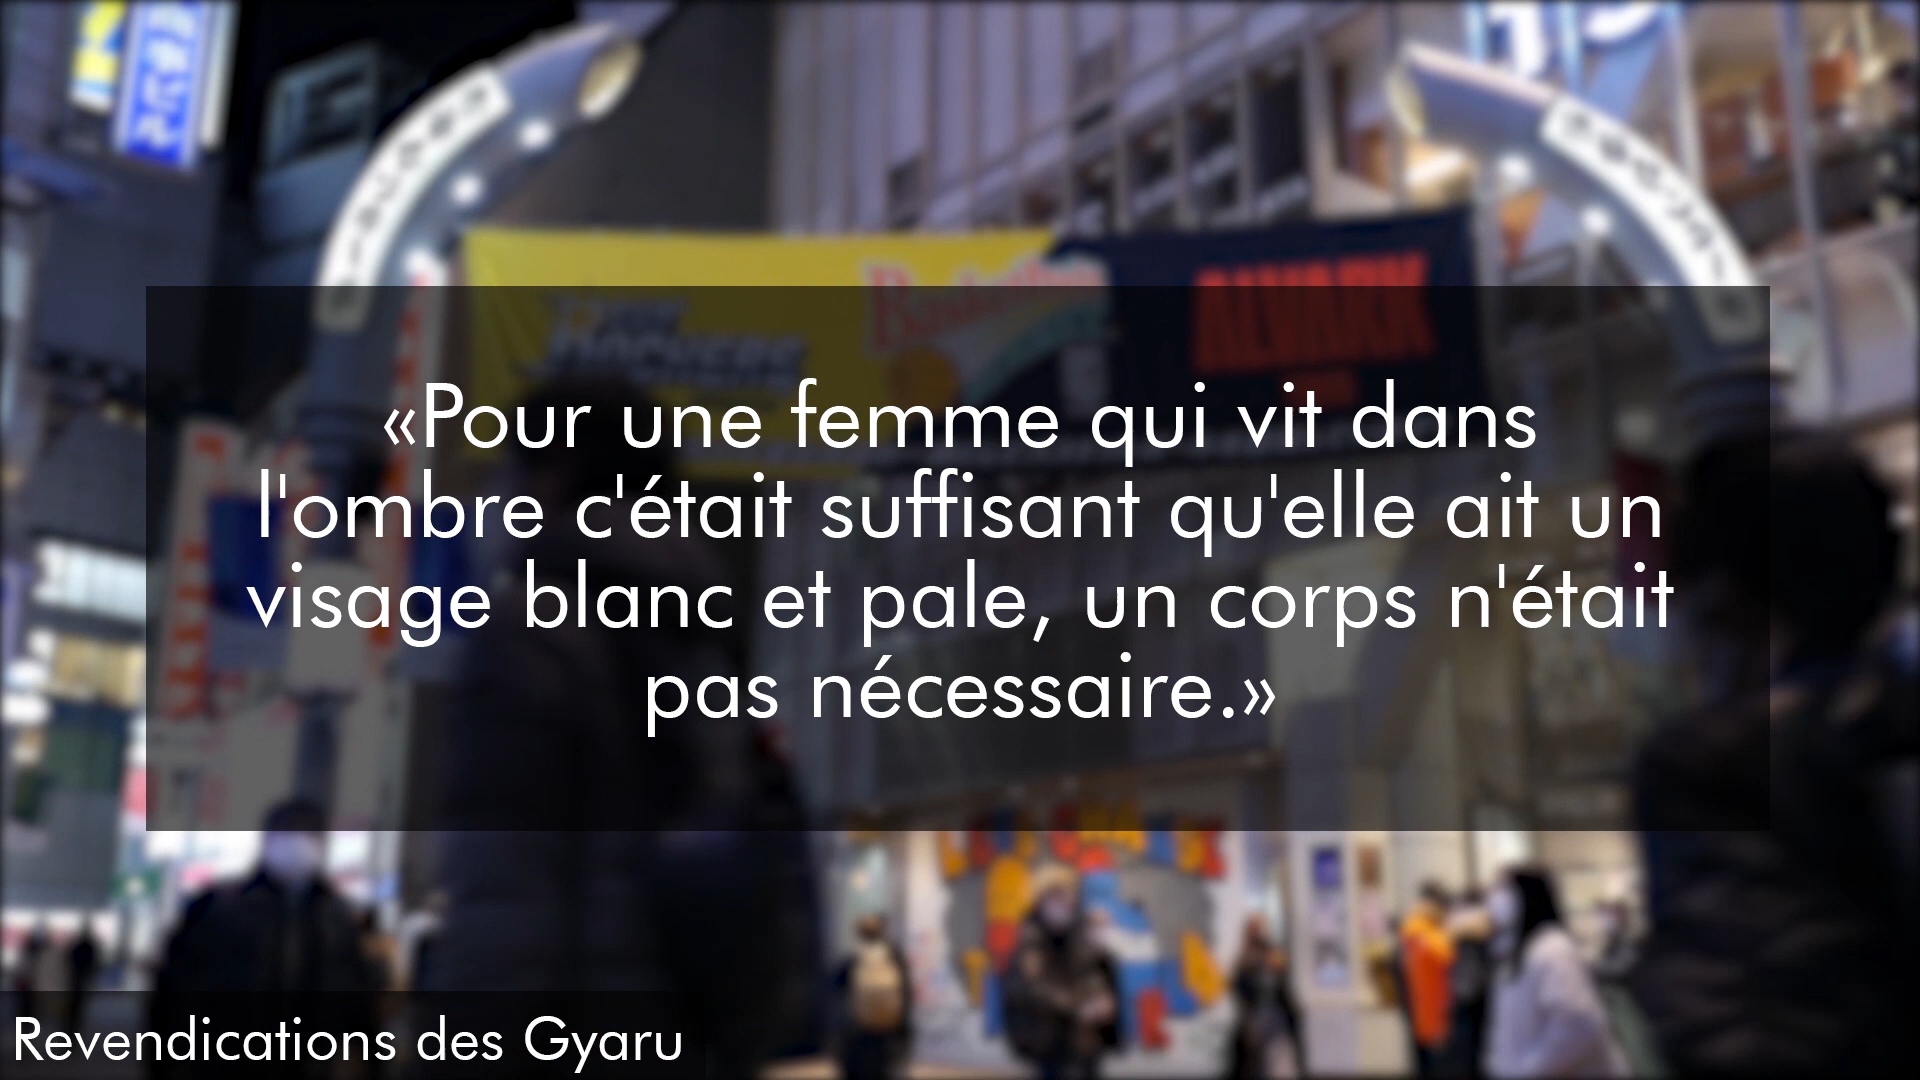 ALVARK
«Pour une femme qui vit dans
l'ombre c'était suffisant qu'elle ait un
visage blanc et pale, un corps n'était
pas nécessaire.»
Revendications des Gyaru